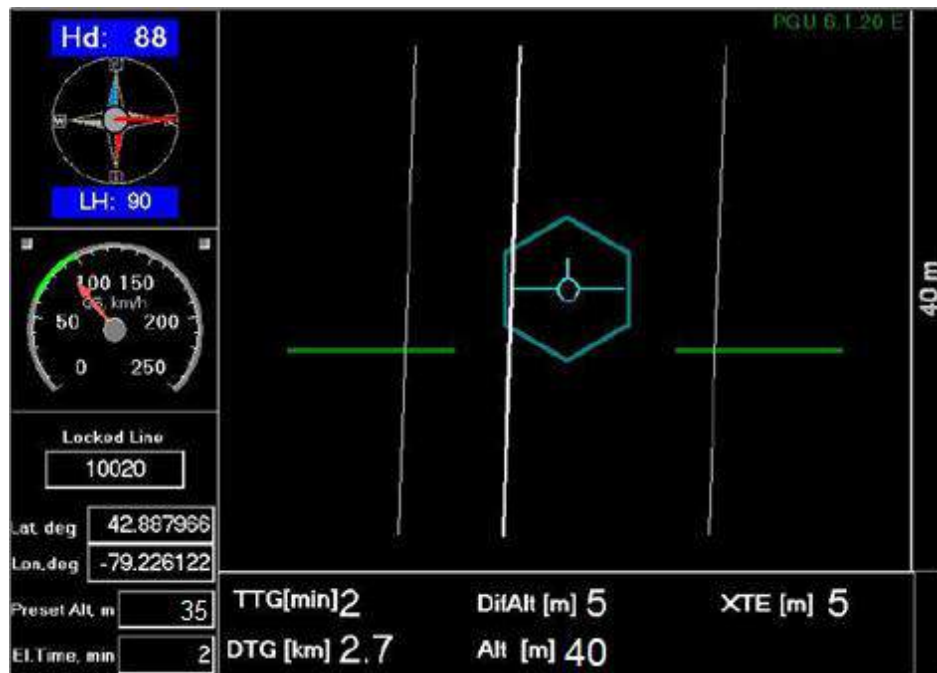 Hd: 88
N
W
LH: 90
100 150
GS, km/h
50 200
0 250
Locked Line
10020
Lat. deg 42.887966
Lon,deg -79.226122
Preset Alt, m 35
El.Time, min 2
PGU 6.1.20 E
40 m
TTG[min]2 DifAlt [m] 5 XTE [m] 5
DTG [km] 2.7 Alt [m] 40